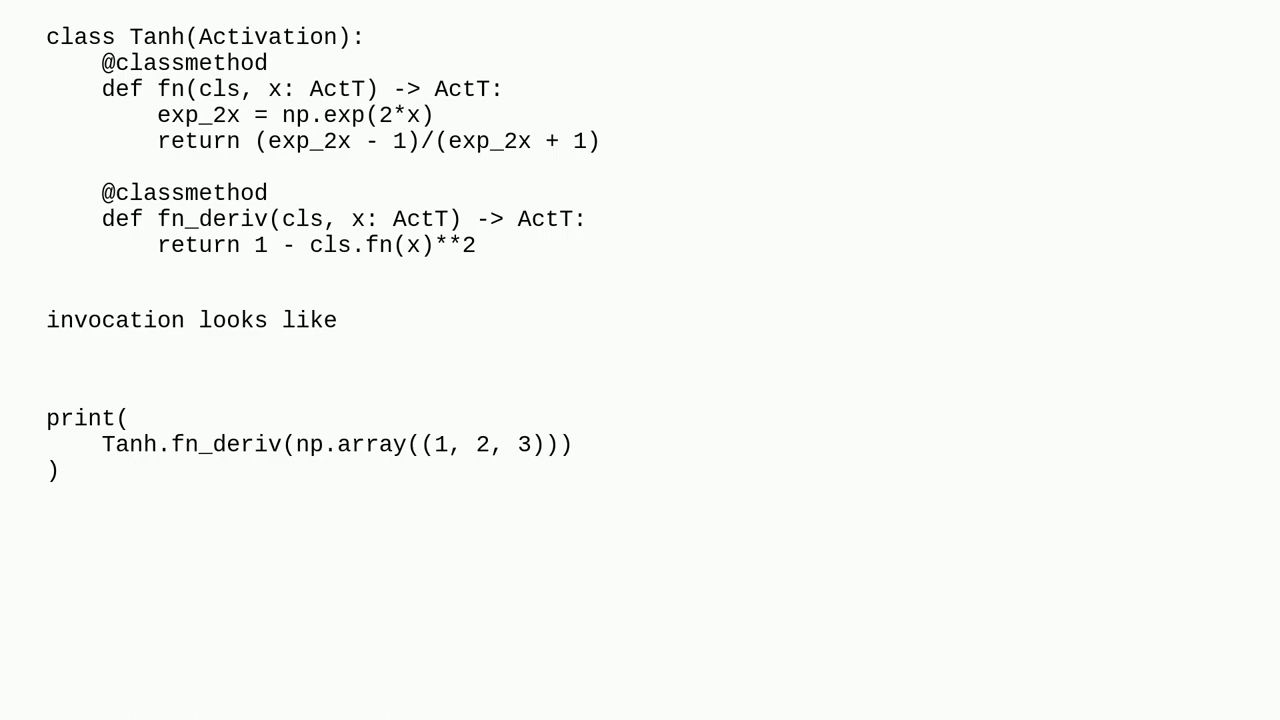 class Tanh(Activation):
    @classmethod
    def fn(cls, x: ActT) -> ActT:
        exp_2x = np.exp(2*x)
        return (exp_2x - 1)/(exp_2x + 1)

    @classmethod
    def fn_deriv(cls, x: ActT) -> ActT:
        return 1 - cls.fn(x)**2

invocation looks like

print(
    Tanh.fn_deriv(np.array((1, 2, 3)))
)